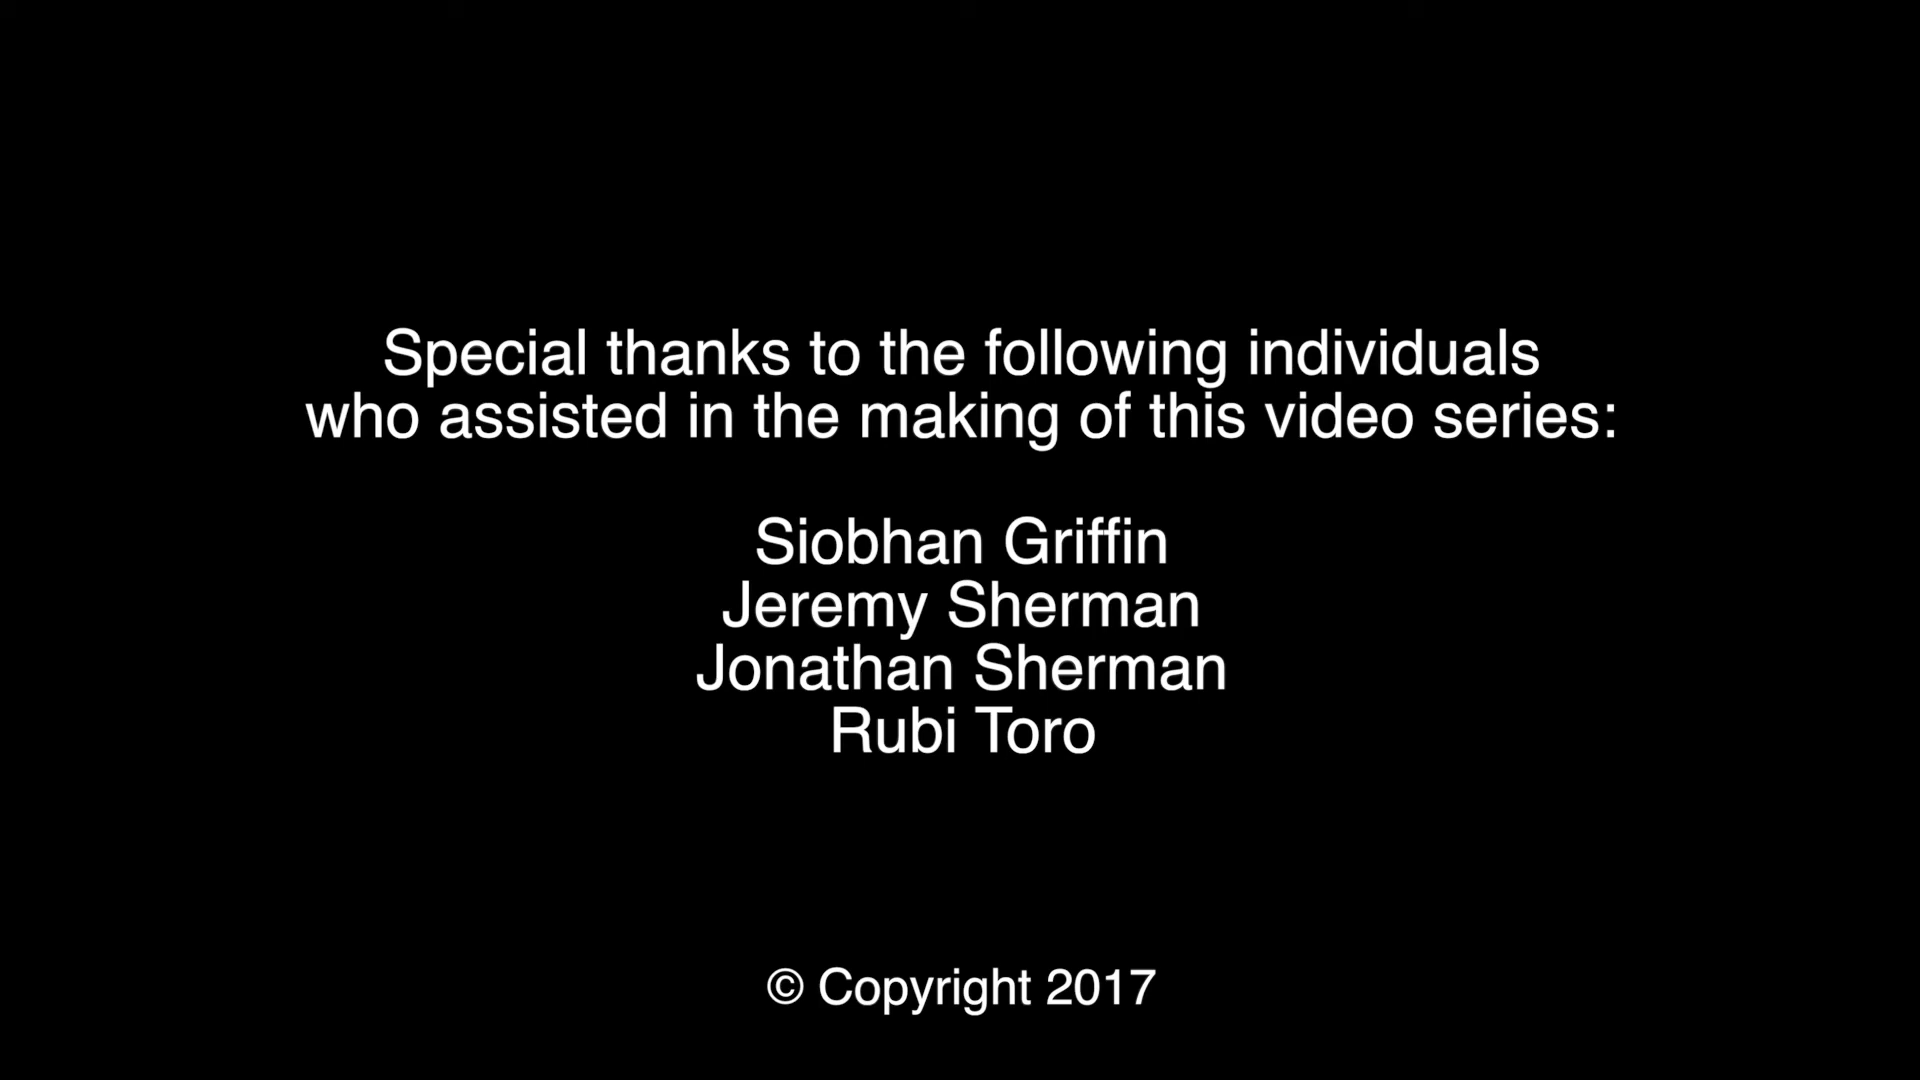 Special thanks to the following individuals
who assisted in the making of this video series:
Siobhan Griffin
Jeremy Sherman
Jonathan Sherman
Rubi Toro
© Copyright 2017